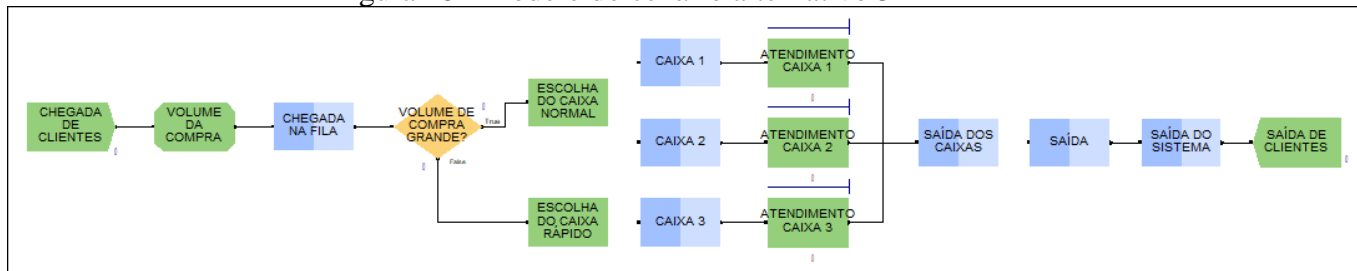 CHEGADA
DE
CLIENTES
VOLUME
DA
COMPRA
CHEGADA
NA FILA
VOLUME DE
COMPRA
GRANDE?
True
False
ESCOLHA
DO CAIXA
NORMAL
ESCOLHA
DO CAIXA
RÁPIDO
CAIXA 1
ATENDIMENTO
CAIXA 1
CAIXA 2
ATENDIMENTO
CAIXA 2
CAIXA 3
ATENDIMENTO
CAIXA 3
SAÍDA DOS
CAIXAS
SAÍDA
SAÍDA DO
SISTEMA
SAÍDA DE
CLIENTES